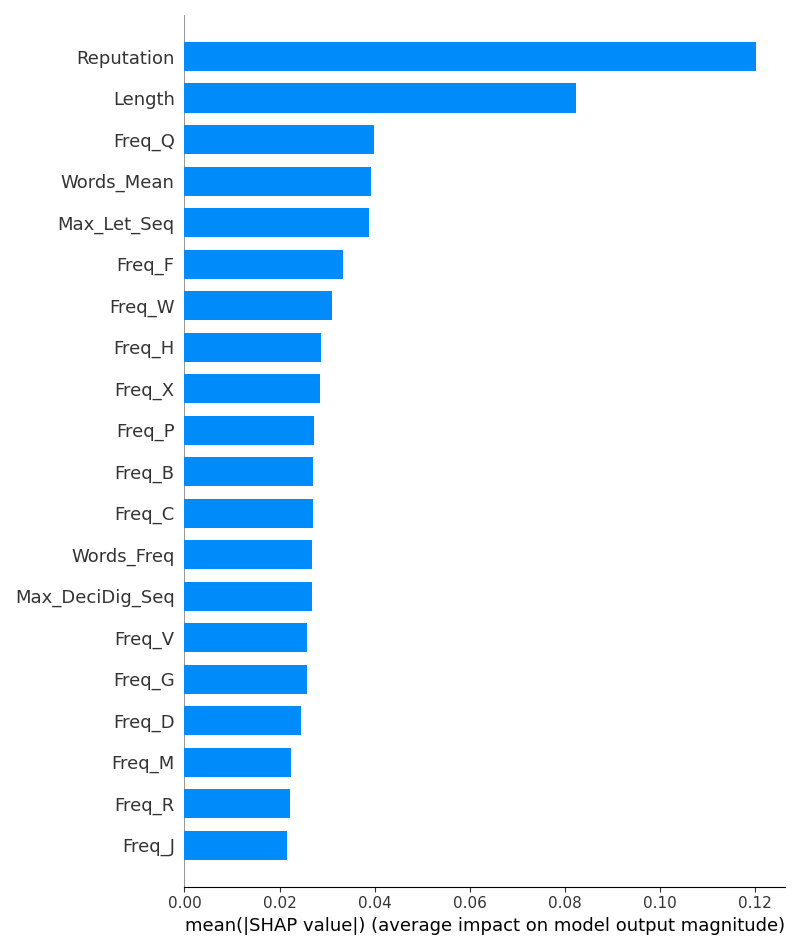 Reputation
Length
Freq_Q
Words_Mean
Max_Let_Seq
Freq_F
Freq_W
Freq_H
Freq_X
Freq_P
Freq_B
Freq_C
Words_Freq
Max_DeciDig_Seq
Freq_V
Freq_G
Freq_D
Freq_M
Freq_R
Freq_J
0.00 0.02 0.04 0.06 0.08 0.10 0.12
mean(|SHAP value|) (average impact on model output magnitude)